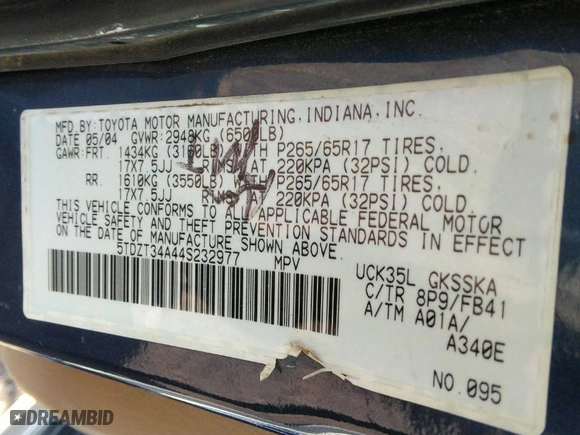 MFD.BY:TOYOTA MOTOR MANUFACTURING,INDIANA,INC.
DATE 05/04 GVWR:2948KG (6500LB)
GAWR:FRT 1434KG (3160LB) WITH P265/65R17 TIRES,
17X7.5JJ RIMS, AT 220KPA (32PSI) COLD.
RR 1610KG (3550LB) WITH P265/65R17 TIRES,
17X7.5JJ RIMS, AT 220KPA (32PSI) COLD.
THIS VEHICLE CONFORMS TO ALL APPLICABLE FEDERAL MOTOR
VEHICLE SAFETY AND THEFT PREVENTION STANDARDS IN EFFECT
ON THE DATE OF MANUFACTURE SHOWN ABOVE.
5TDZT34A44S232977 MPV
UCK35L GKSSKA
C/TR 8P9/FB41
A/TM A01A/
A340E
NO.095
DREAMBID